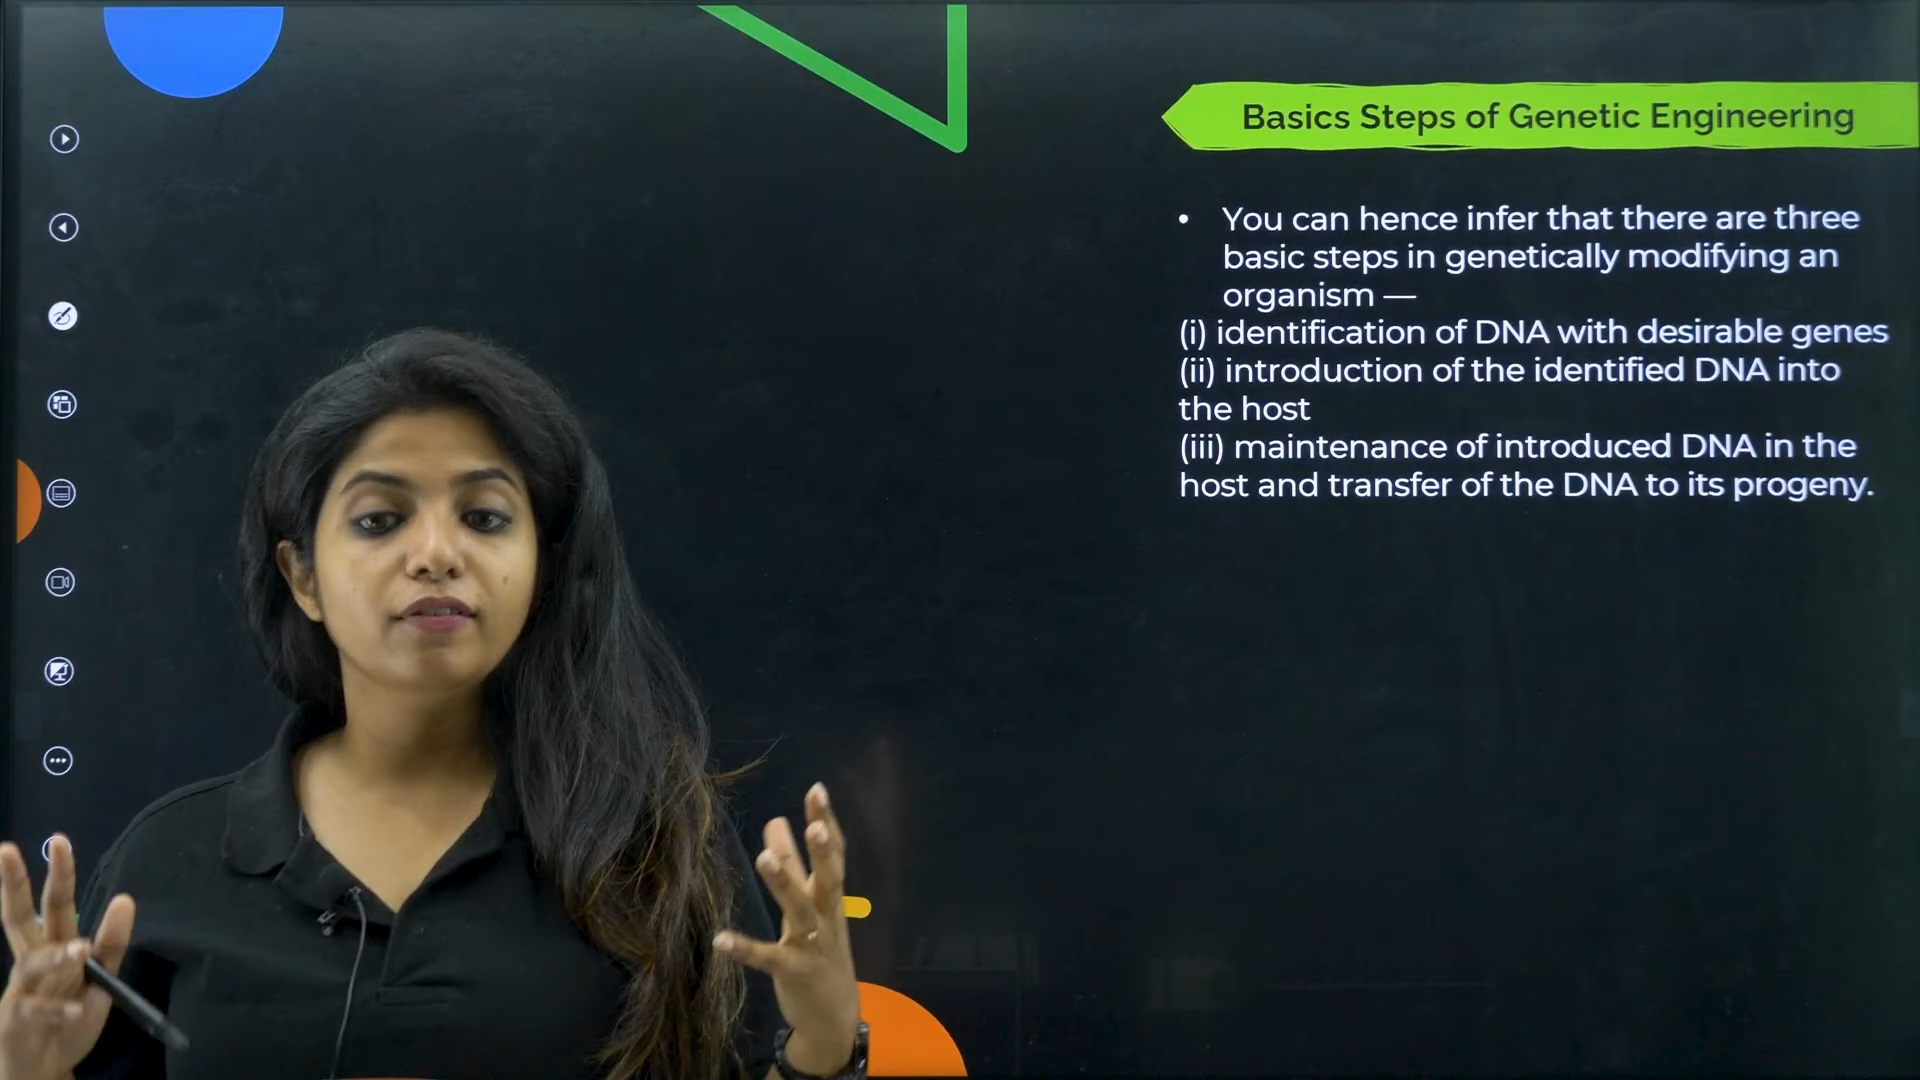 Basics Steps of Genetic Engineering
• You can hence infer that there are three
basic steps in genetically modifying an
organism —
(i) identification of DNA with desirable genes
(ii) introduction of the identified DNA into
the host
(iii) maintenance of introduced DNA in the
host and transfer of the DNA to its progeny.